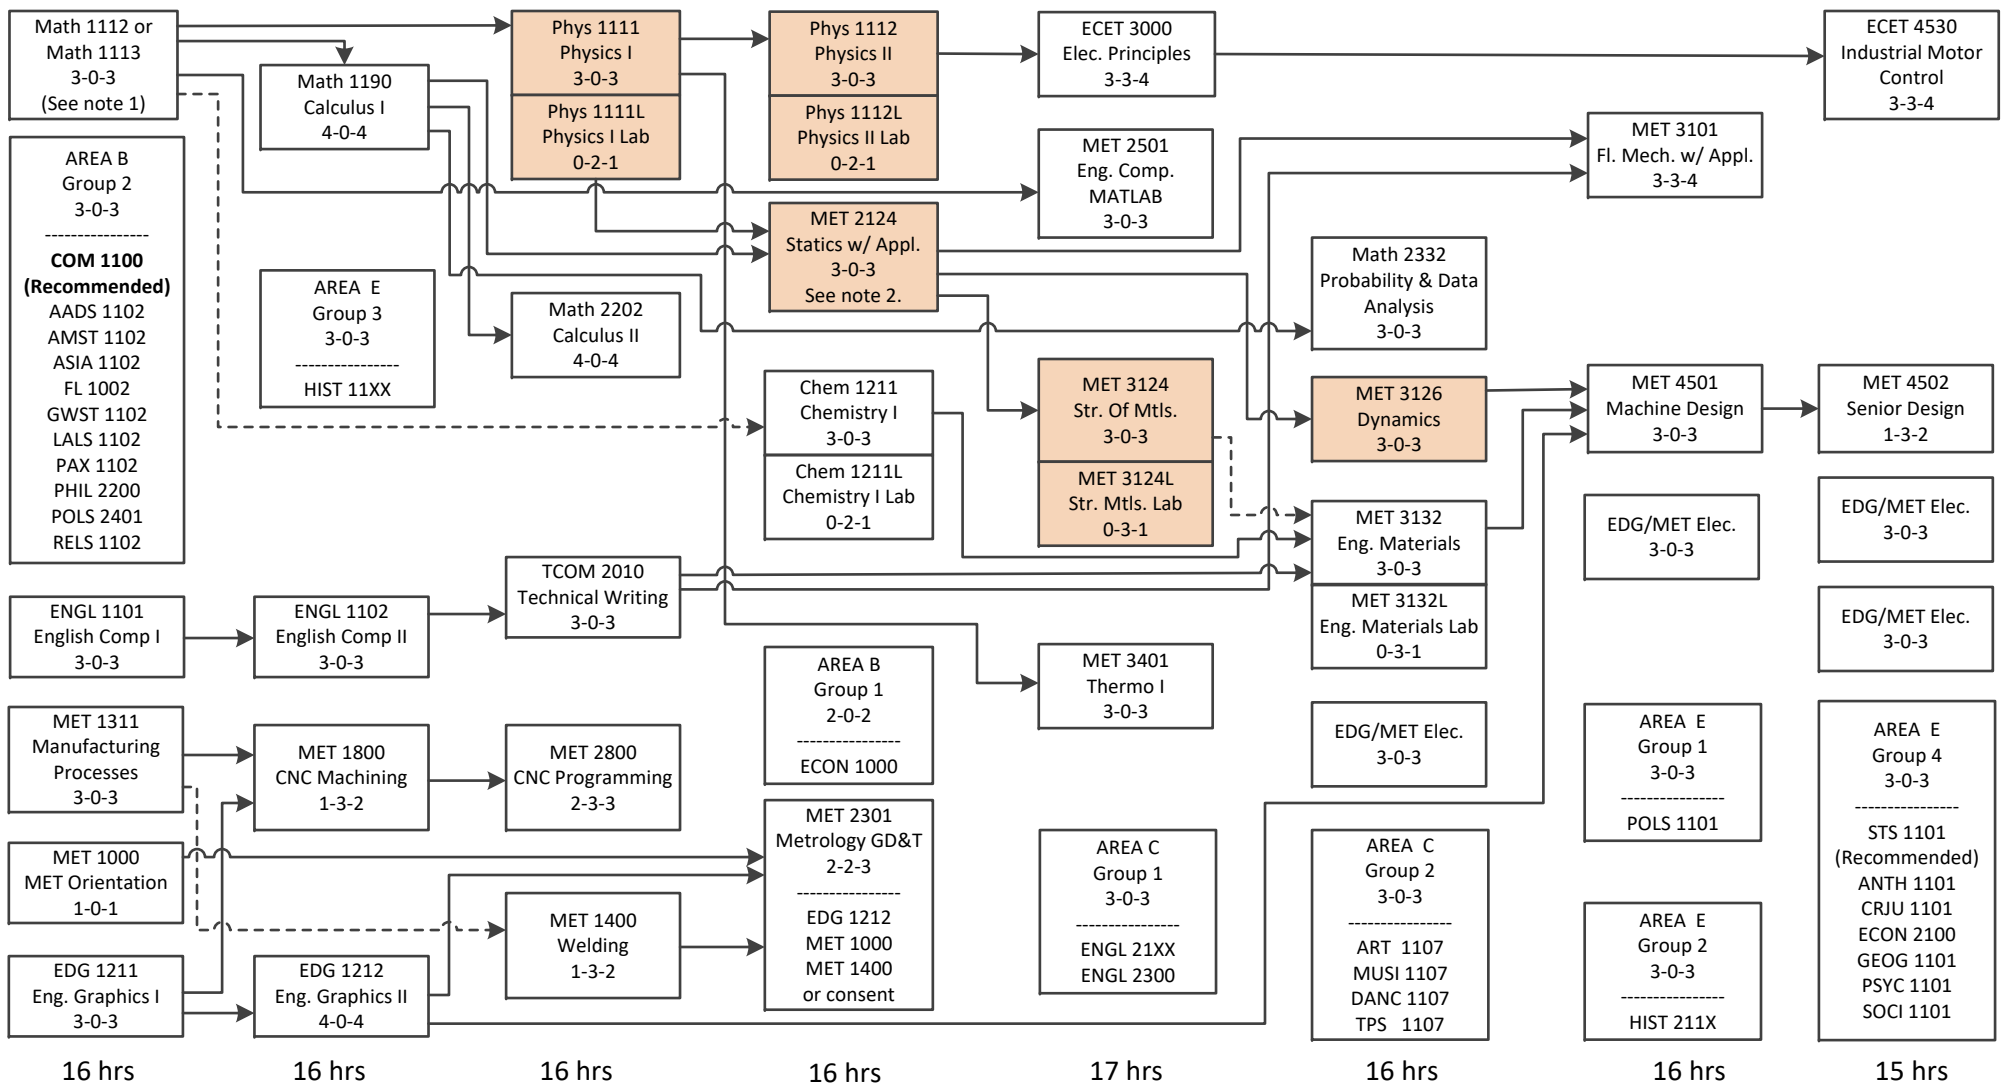 Math 1112 or
Math 1113
3-0-3
(See note 1)
AREA B
Group 2
3-0-3
----------------
COM 1100
(Recommended)
AADS 1102
AMST 1102
ASIA 1102
FL 1002
GWST 1102
LALS 1102
PAX 1102
PHIL 2200
POLS 2401
RELS 1102
ENGL 1101
English Comp I
3-0-3
MET 1311
Manufacturing
Processes
3-0-3
MET 1000
MET Orientation
1-0-1
EDG 1211
Eng. Graphics I
3-0-3
16 hrs
Math 1190
Calculus I
4-0-4
AREA E
Group 3
3-0-3
----------------
HIST 11XX
ENGL 1102
English Comp II
3-0-3
MET 1800
CNC Machining
1-3-2
EDG 1212
Eng. Graphics II
4-0-4
16 hrs
Phys 1111
Physics I
3-0-3
Phys 1111L
Physics I Lab
0-2-1
Math 2202
Calculus II
4-0-4
TCOM 2010
Technical Writing
3-0-3
MET 2800
CNC Programming
2-3-3
MET 1400
Welding
1-3-2
16 hrs
Phys 1112
Physics II
3-0-3
Phys 1112L
Physics II Lab
0-2-1
MET 2124
Statics w/ Appl.
3-0-3
See note 2.
Chem 1211
Chemistry I
3-0-3
Chem 1211L
Chemistry I Lab
0-2-1
AREA B
Group 1
2-0-2
----------------
ECON 1000
MET 2301
Metrology GD&T
2-2-3
----------------
EDG 1212
MET 1000
MET 1400
or consent
16 hrs
ECET 3000
Elec. Principles
3-3-4
MET 2501
Eng. Comp.
MATLAB
3-0-3
MET 3124
Str. Of Mtls.
3-0-3
MET 3124L
Str. Mtls. Lab
0-3-1
MET 3401
Thermo I
3-0-3
AREA C
Group 1
3-0-3
----------------
ENGL 21XX
ENGL 2300
17 hrs
Math 2332
Probability & Data
Analysis
3-0-3
MET 3126
Dynamics
3-0-3
MET 3132
Eng. Materials
3-0-3
MET 3132L
Eng. Materials Lab
0-3-1
EDG/MET Elec.
3-0-3
AREA C
Group 2
3-0-3
----------------
ART 1107
MUSI 1107
DANC 1107
TPS 1107
16 hrs
MET 3101
Fl. Mech. w/ Appl.
3-3-4
MET 4501
Machine Design
3-0-3
EDG/MET Elec.
3-0-3
AREA E
Group 1
3-0-3
----------------
POLS 1101
AREA E
Group 2
3-0-3
----------------
HIST 211X
16 hrs
ECET 4530
Industrial Motor
Control
3-3-4
MET 4502
Senior Design
1-3-2
EDG/MET Elec.
3-0-3
EDG/MET Elec.
3-0-3
AREA E
Group 4
3-0-3
----------------
STS 1101
(Recommended)
ANTH 1101
CRJU 1101
ECON 2100
GEOG 1101
PSYC 1101
SOCI 1101
15 hrs